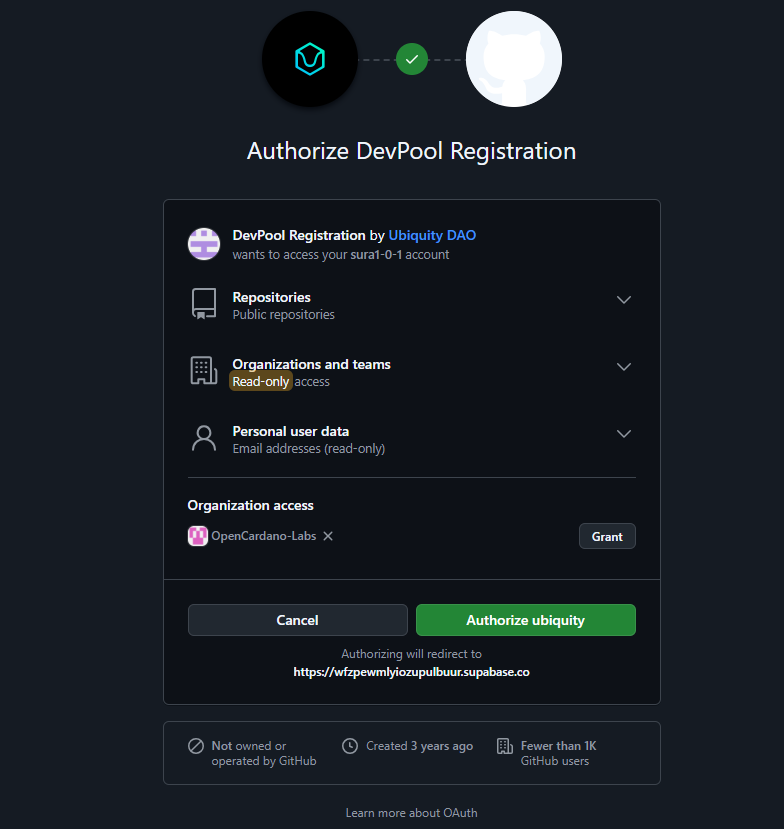 Authorize DevPool Registration
DevPool Registration by Ubiquity DAO
wants to access your sura1-0-1 account
Repositories
Public repositories
Organizations and teams
Read-only access
Personal user data
Email addresses (read-only)
Organization access
OpenCardano-Labs
Grant
Cancel
Authorize ubiquity
Authorizing will redirect to
https://wfzpewmlyiozupulbuur.supabase.co
Not owned or
operated by GitHub
Created 3 years ago
Fewer than 1K
GitHub users
Learn more about OAuth